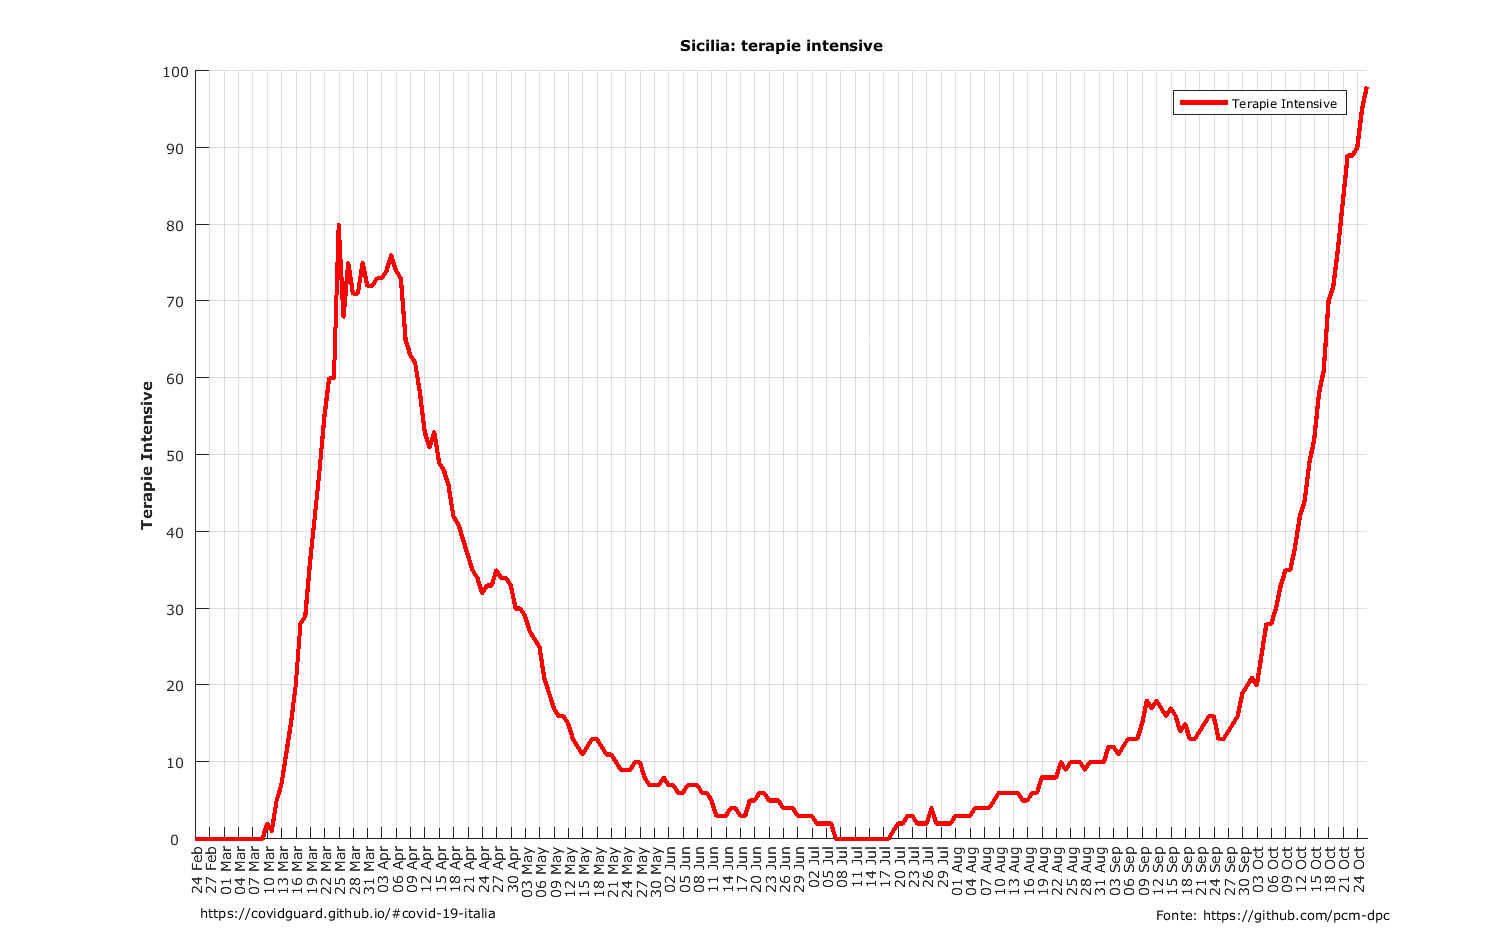 Sicilia: terapie intensive
Terapie Intensive
Terapie Intensive
100
90
80
70
60
50
40
30
20
10
0
24 Feb
27 Feb
01 Mar
04 Mar
07 Mar
10 Mar
13 Mar
16 Mar
19 Mar
22 Mar
25 Mar
28 Mar
31 Mar
03 Apr
06 Apr
09 Apr
12 Apr
15 Apr
18 Apr
21 Apr
24 Apr
27 Apr
30 Apr
03 May
06 May
09 May
12 May
15 May
18 May
21 May
24 May
27 May
30 May
02 Jun
05 Jun
08 Jun
11 Jun
14 Jun
17 Jun
20 Jun
23 Jun
26 Jun
29 Jun
02 Jul
05 Jul
08 Jul
11 Jul
14 Jul
17 Jul
20 Jul
23 Jul
26 Jul
29 Jul
01 Aug
04 Aug
07 Aug
10 Aug
13 Aug
16 Aug
19 Aug
22 Aug
25 Aug
28 Aug
31 Aug
03 Sep
06 Sep
09 Sep
12 Sep
15 Sep
18 Sep
21 Sep
24 Sep
27 Sep
30 Sep
03 Oct
06 Oct
09 Oct
12 Oct
15 Oct
18 Oct
21 Oct
24 Oct
https://covidguard.github.io/#covid-19-italia
Fonte: https://github.com/pcm-dpc